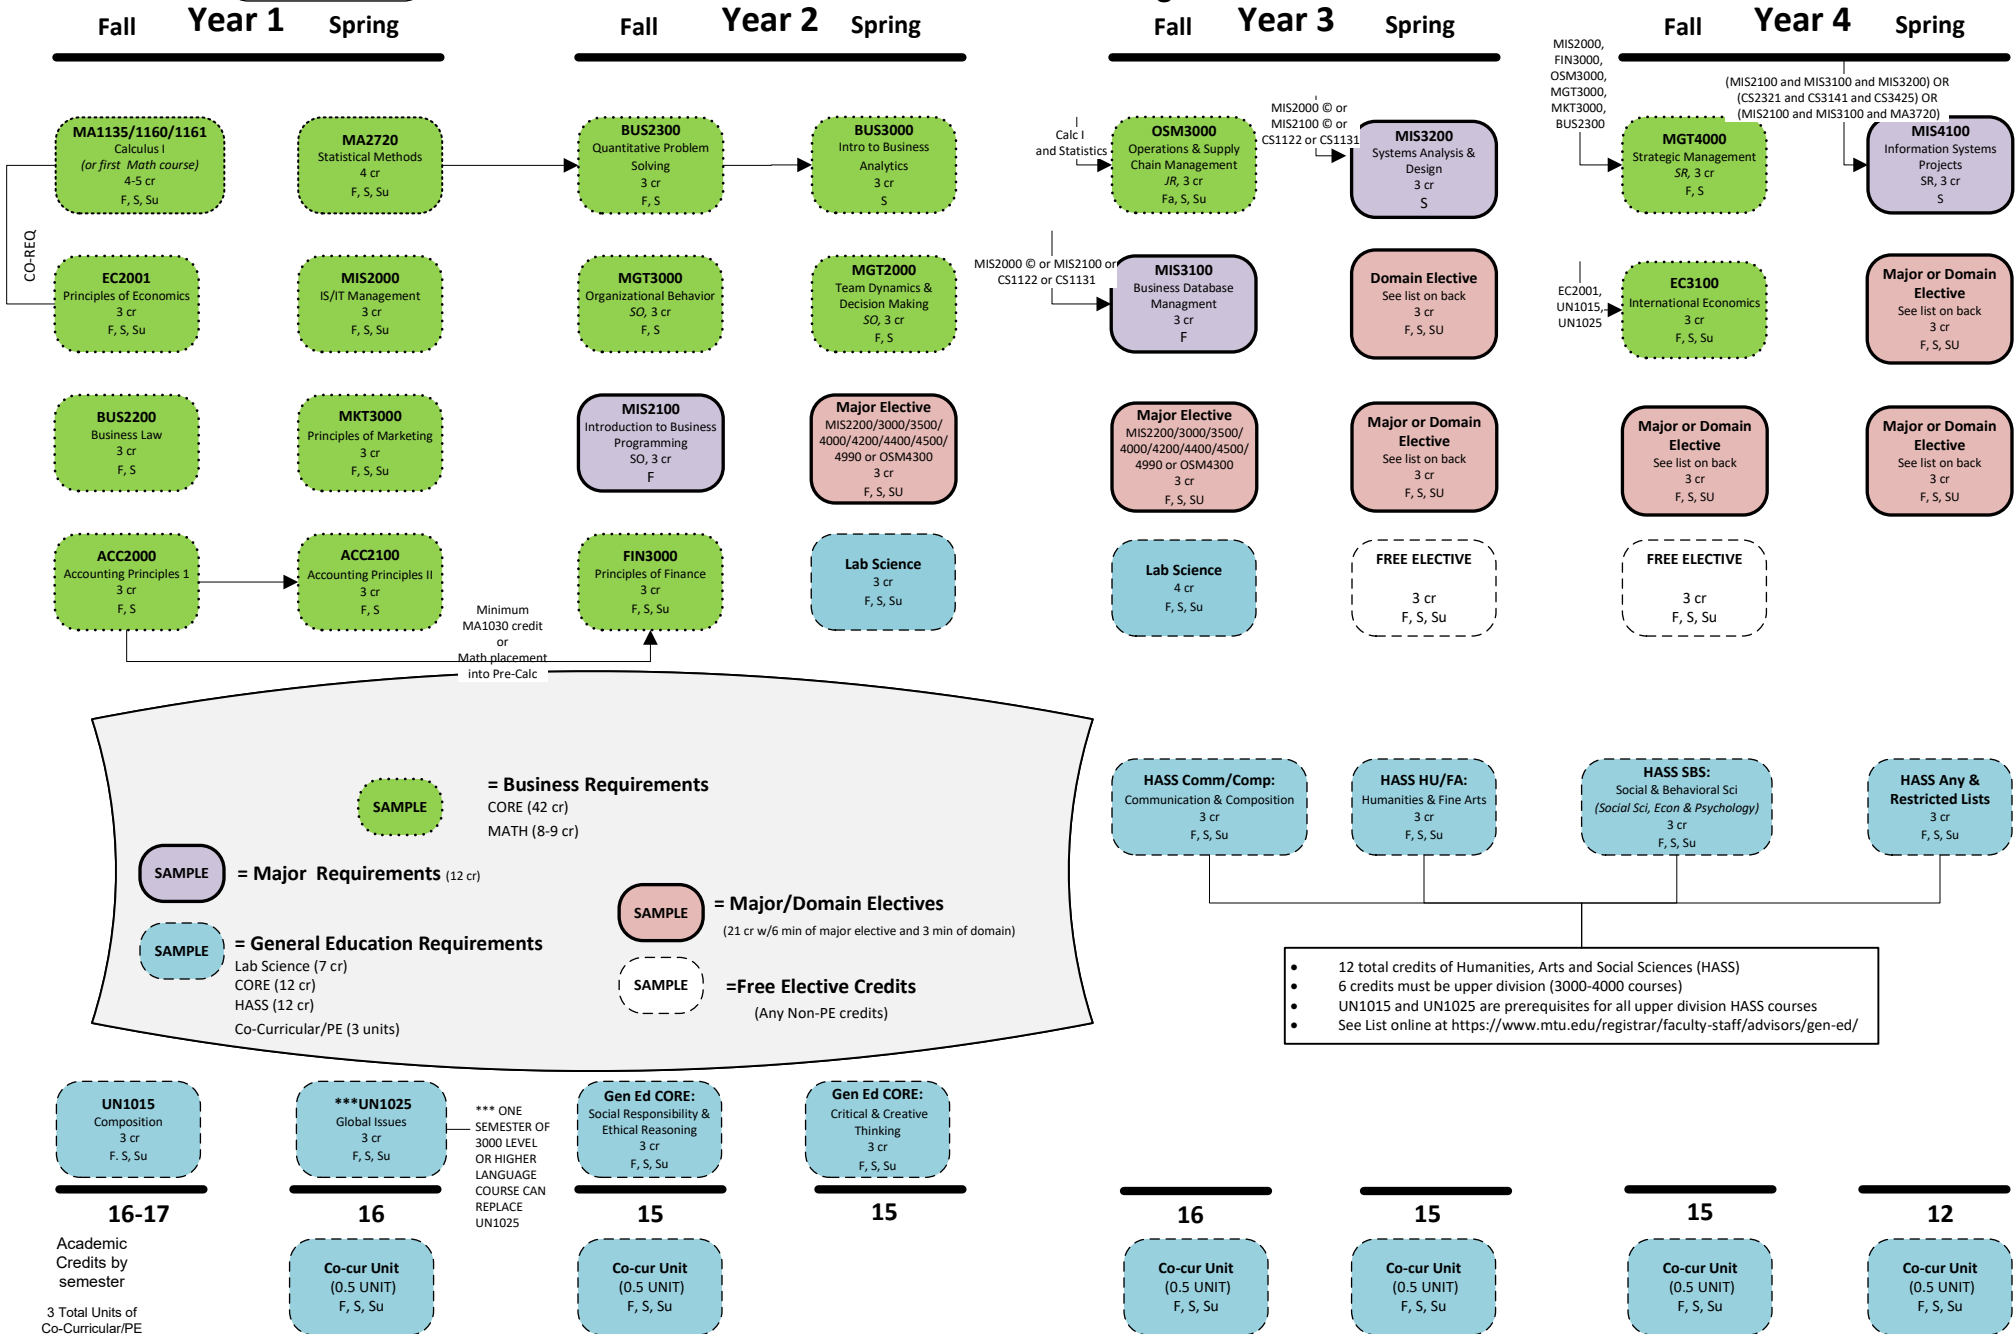 Year 1
Fall
Spring
Year 2
Fall
Spring
Year 3
Fall
Spring
Year 4
Fall
Spring
MA1135/1160/1161
Calculus I
(or first Math course)
4-5 cr
F, S, Su
MA2720
Statistical Methods
4 cr
F, S, Su
BUS2300
Quantitative Problem
Solving
3 cr
F, S
BUS3000
Intro to Business
Analytics
3 cr
S
Calc I
and Statistics
OSM3000
Operations & Supply
Chain Management
JR, 3 cr
Fa, S, Su
MIS2000 © or
MIS2100 © or
CS1122 or CS1131
MIS3200
Systems Analysis &
Design
3 cr
S
MIS2000,
FIN3000,
OSM3000,
MGT3000,
MKT3000,
BUS2300
MGT4000
Strategic Management
SR, 3 cr
F, S
(MIS2100 and MIS3100 and MIS3200) OR
(CS2321 and CS3141 and CS3425) OR
(MIS2100 and MIS3100 and MA3720)
MIS4100
Information Systems
Projects
SR, 3 cr
S
CO-REQ
EC2001
Principles of Economics
3 cr
F, S, Su
MIS2000
IS/IT Management
3 cr
F, S, Su
MGT3000
Organizational Behavior
SO, 3 cr
F, S
MGT2000
Team Dynamics &
Decision Making
SO, 3 cr
F, S
MIS2000 © or MIS2100 or
CS1122 or CS1131
MIS3100
Business Database
Managment
3 cr
F
Domain Elective
See list on back
3 cr
F, S, SU
EC2001,
UN1015,
UN1025
EC3100
International Economics
3 cr
F, S, Su
Major or Domain
Elective
See list on back
3 cr
F, S, SU
BUS2200
Business Law
3 cr
F, S
MKT3000
Principles of Marketing
3 cr
F, S, Su
MIS2100
Introduction to Business
Programming
SO, 3 cr
F
Major Elective
MIS2200/3000/3500/
4000/4200/4400/4500/
4990 or OSM4300
3 cr
F, S, SU
Major Elective
MIS2200/3000/3500/
4000/4200/4400/4500/
4990 or OSM4300
3 cr
F, S, SU
Major or Domain
Elective
See list on back
3 cr
F, S, SU
Major or Domain
Elective
See list on back
3 cr
F, S, SU
Major or Domain
Elective
See list on back
3 cr
F, S, SU
ACC2000
Accounting Principles 1
3 cr
F, S
ACC2100
Accounting Principles II
3 cr
F, S
Minimum
MA1030 credit
or
Math placement
into Pre-Calc
FIN3000
Principles of Finance
3 cr
F, S, Su
Lab Science
3 cr
F, S, Su
Lab Science
4 cr
F, S, Su
FREE ELECTIVE
3 cr
F, S, Su
FREE ELECTIVE
3 cr
F, S, Su
SAMPLE
= Business Requirements
CORE (42 cr)
MATH (8-9 cr)
SAMPLE
= Major Requirements (12 cr)
SAMPLE
= General Education Requirements
Lab Science (7 cr)
CORE (12 cr)
HASS (12 cr)
Co-Curricular/PE (3 units)
SAMPLE
= Major/Domain Electives
(21 cr w/6 min of major elective and 3 min of domain)
SAMPLE
=Free Elective Credits
(Any Non-PE credits)
HASS Comm/Comp:
Communication & Composition
3 cr
F, S, Su
HASS HU/FA:
Humanities & Fine Arts
3 cr
F, S, Su
HASS SBS:
Social & Behavioral Sci
(Social Sci, Econ & Psychology)
3 cr
F, S, Su
HASS Any &
Restricted Lists
3 cr
F, S, Su
• 12 total credits of Humanities, Arts and Social Sciences (HASS)
• 6 credits must be upper division (3000-4000 courses)
• UN1015 and UN1025 are prerequisites for all upper division HASS courses
• See List online at https://www.mtu.edu/registrar/faculty-staff/advisors/gen-ed/
UN1015
Composition
3 cr
F. S, Su
***UN1025
Global Issues
3 cr
F, S, Su
*** ONE
SEMESTER OF
3000 LEVEL
OR HIGHER
LANGUAGE
COURSE CAN
REPLACE
UN1025
Gen Ed CORE:
Social Responsibility &
Ethical Reasoning
3 cr
F, S, Su
Gen Ed CORE:
Critical & Creative
Thinking
3 cr
F, S, Su
16-17
16
15
15
16
15
15
12
Academic
Credits by
semester
3 Total Units of
Co-Curricular/PE
Co-cur Unit
(0.5 UNIT)
F, S, Su
Co-cur Unit
(0.5 UNIT)
F, S, Su
Co-cur Unit
(0.5 UNIT)
F, S, Su
Co-cur Unit
(0.5 UNIT)
F, S, Su
Co-cur Unit
(0.5 UNIT)
F, S, Su
Co-cur Unit
(0.5 UNIT)
F, S, Su